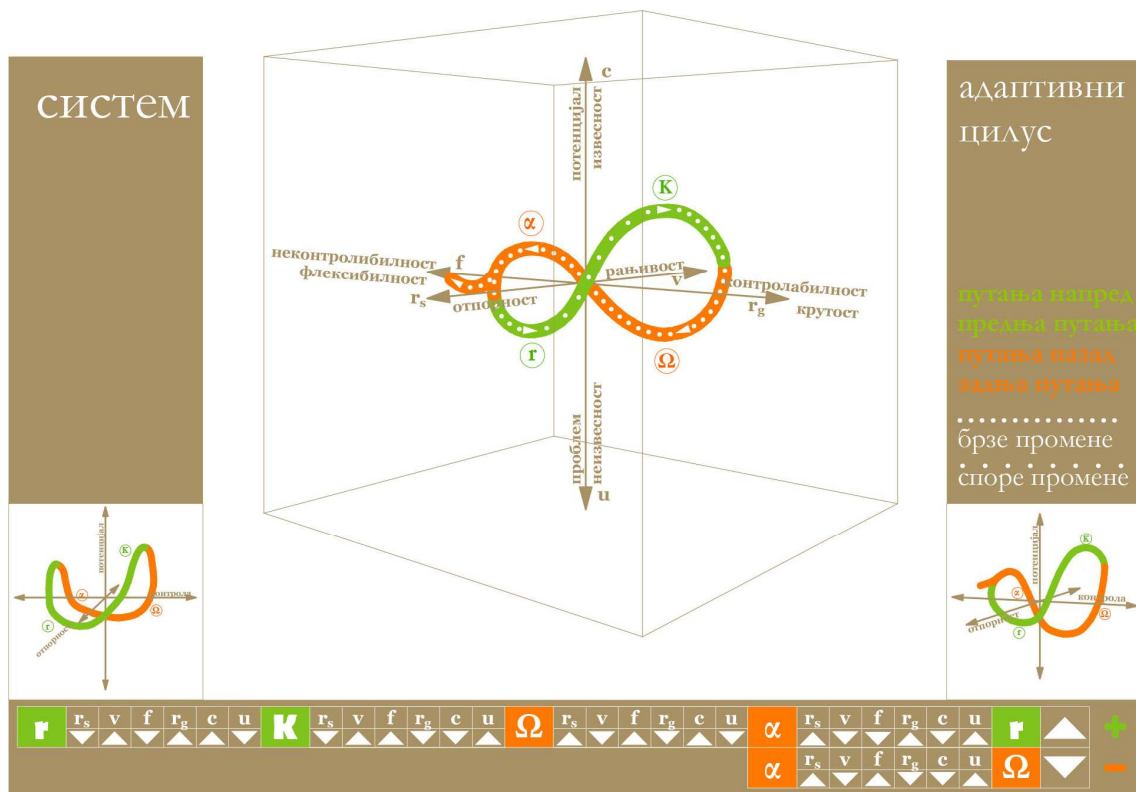 систем
адаптивни
цилус
c
потенцијал
извесност
K
α
неконтролибилност
флексибилност
f
r_s
отпорност
рањивост
v
контролабилност
r_g
крутост
r
Ω
проблем
неизвесност
u
путања напред
предња путања
путања назад
задња путања
брзе промене
споре промене
потенцијал
K
α
контрола
r
Ω
отпорност
потенцијал
K
α
контрола
отпорност
r
Ω
r r_s v f r_g c u K r_s v f r_g c u Ω r_s v f r_g c u α r_s v f r_g c u r +
α r_s v f r_g c u Ω −